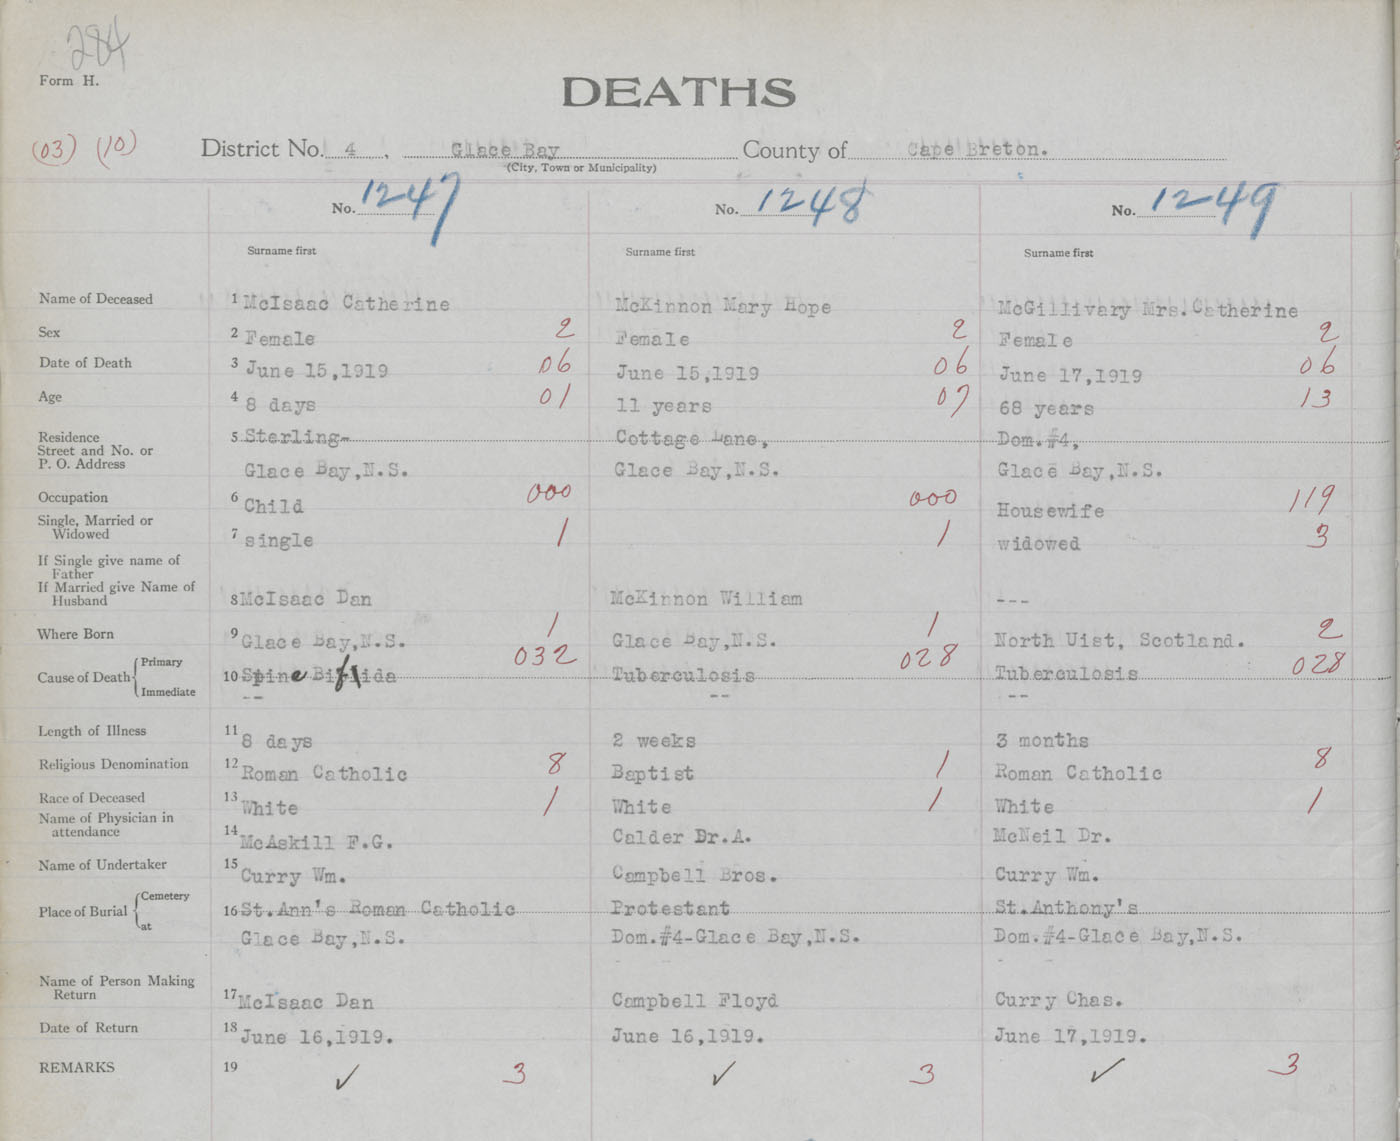 284
Form H.
DEATHS
(03) (10)
District No. 4, Glace Bay County of Cape Breton.
(City, Town or Municipality)
No. 1247 No. 1248 No. 1249
Surname first Surname first Surname first
Name of Deceased 1 McIsaac Catherine McKinnon Mary Hope McGillivary Mrs. Catherine
Sex 2 Female 2 Female 2 Female 2
Date of Death 3 June 15,1919 06 June 15,1919 06 June 17,1919 06
Age 4 8 days 01 11 years 07 68 years 13
Residence 5 Sterling- Cottage Lane, Dom.#4,
Street and No. or
P. O. Address Glace Bay,N.S. Glace Bay,N.S. Glace Bay,N.S.
Occupation 6 Child 000 000 Housewife 119
Single, Married or
Widowed 7 single 1 1 widowed 3
If Single give name of
Father
If Married give Name of
Husband 8 McIsaac Dan McKinnon William ---
Where Born 9 Glace Bay,N.S. 1 Glace Bay,N.S. 1 North Uist, Scotland. 2
Cause of Death Primary 10 Spine Bifida 032 Tuberculosis 028 Tuberculosis 028
Immediate -- -- --
Length of Illness 11 8 days 2 weeks 3 months
Religious Denomination 12 Roman Catholic 8 Baptist 1 Roman Catholic 8
Race of Deceased 13 White 1 White 1 White 1
Name of Physician in
attendance 14 McAskill F.G. Calder Dr.A. McNeil Dr.
Name of Undertaker 15 Curry Wm. Campbell Bros. Curry Wm.
Place of Burial Cemetery 16 St.Ann's Roman Catholic Protestant St.Anthony's
at Glace Bay,N.S. Dom.#4-Glace Bay,N.S. Dom.#4-Glace Bay,N.S.
Name of Person Making
Return 17 McIsaac Dan Campbell Floyd Curry Chas.
Date of Return 18 June 16,1919. June 16,1919. June 17,1919.
REMARKS 19 ✓ 3 ✓ 3 ✓ 3